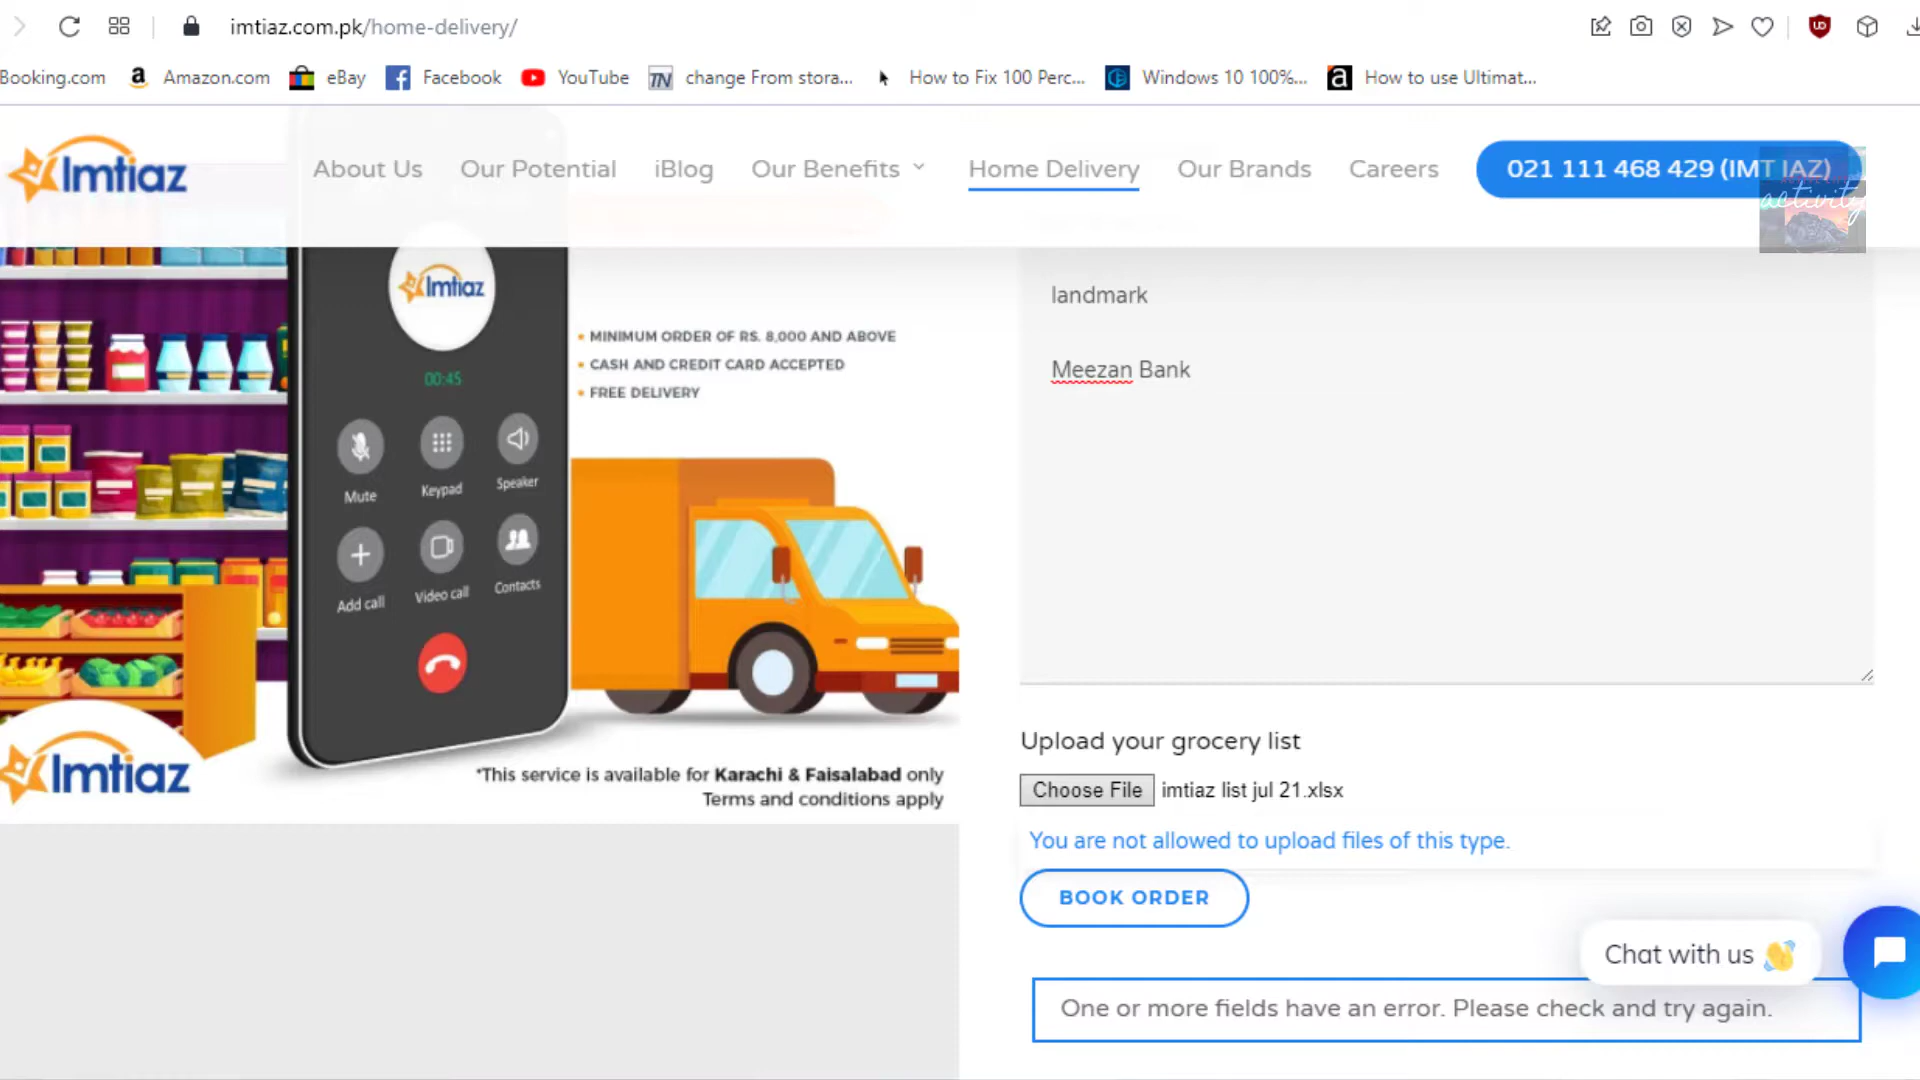 imtiaz.com.pk/home-delivery/
Booking.com Amazon.com eBay Facebook YouTube change From stora... How to Fix 100 Perc... Windows 10 100%... How to use Ultimat...
Imtiaz About Us Our Potential iBlog Our Benefits Home Delivery Our Brands Careers 021 111 468 429 (IMT IAZ)
activity
Imtiaz
00:45
Mute Keypad Speaker
Add call Video call Contacts
• MINIMUM ORDER OF RS. 8,000 AND ABOVE
• CASH AND CREDIT CARD ACCEPTED
• FREE DELIVERY
Imtiaz
*This service is available for Karachi & Faisalabad only
Terms and conditions apply
landmark
Meezan Bank
Upload your grocery list
Choose File imtiaz list jul 21.xlsx
You are not allowed to upload files of this type.
BOOK ORDER
Chat with us 👋
One or more fields have an error. Please check and try again.